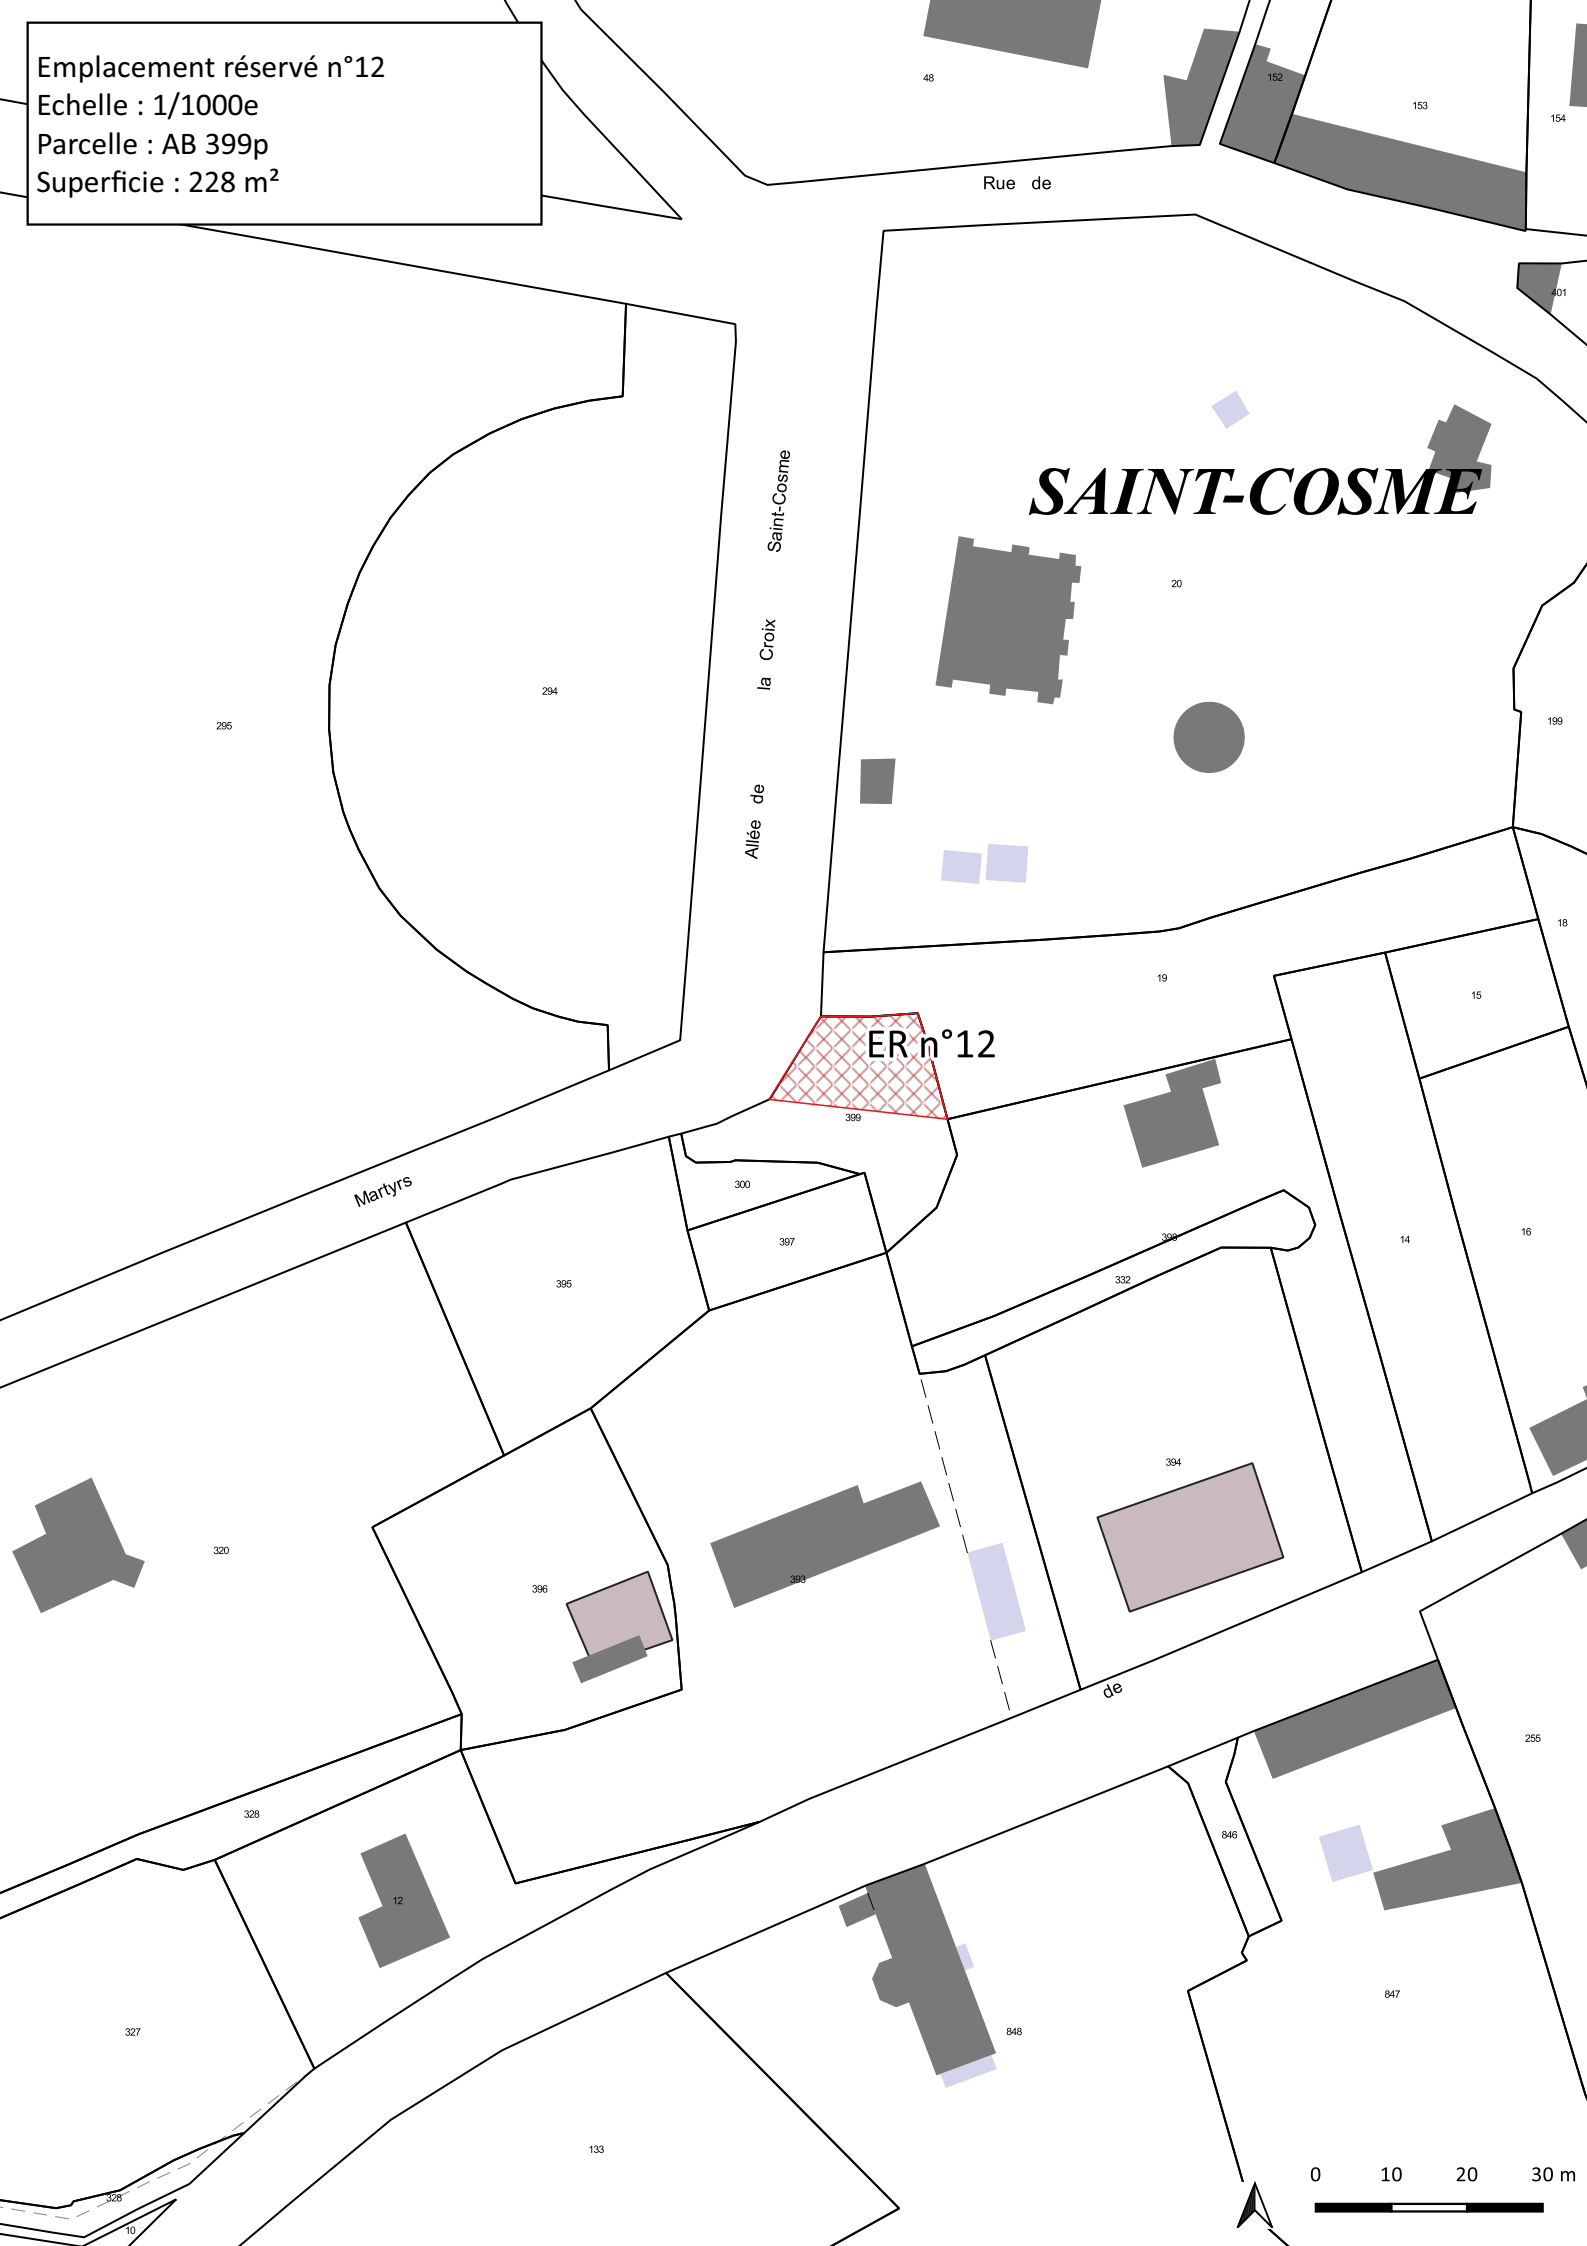 Emplacement réservé n°12
Echelle : 1/1000e
Parcelle : AB 399p
Superficie : 228 m²
48
152
153
154
Rue de
401
Saint-Cosme
SAINT-COSME
20
la Croix
294
295
199
Allée de
18
19
15
ER n°12
399
Martyrs
300
397
398
14
16
395
332
394
320
396
393
de
255
328
846
12
847
327
848
133
328
10
0 10 20 30 m